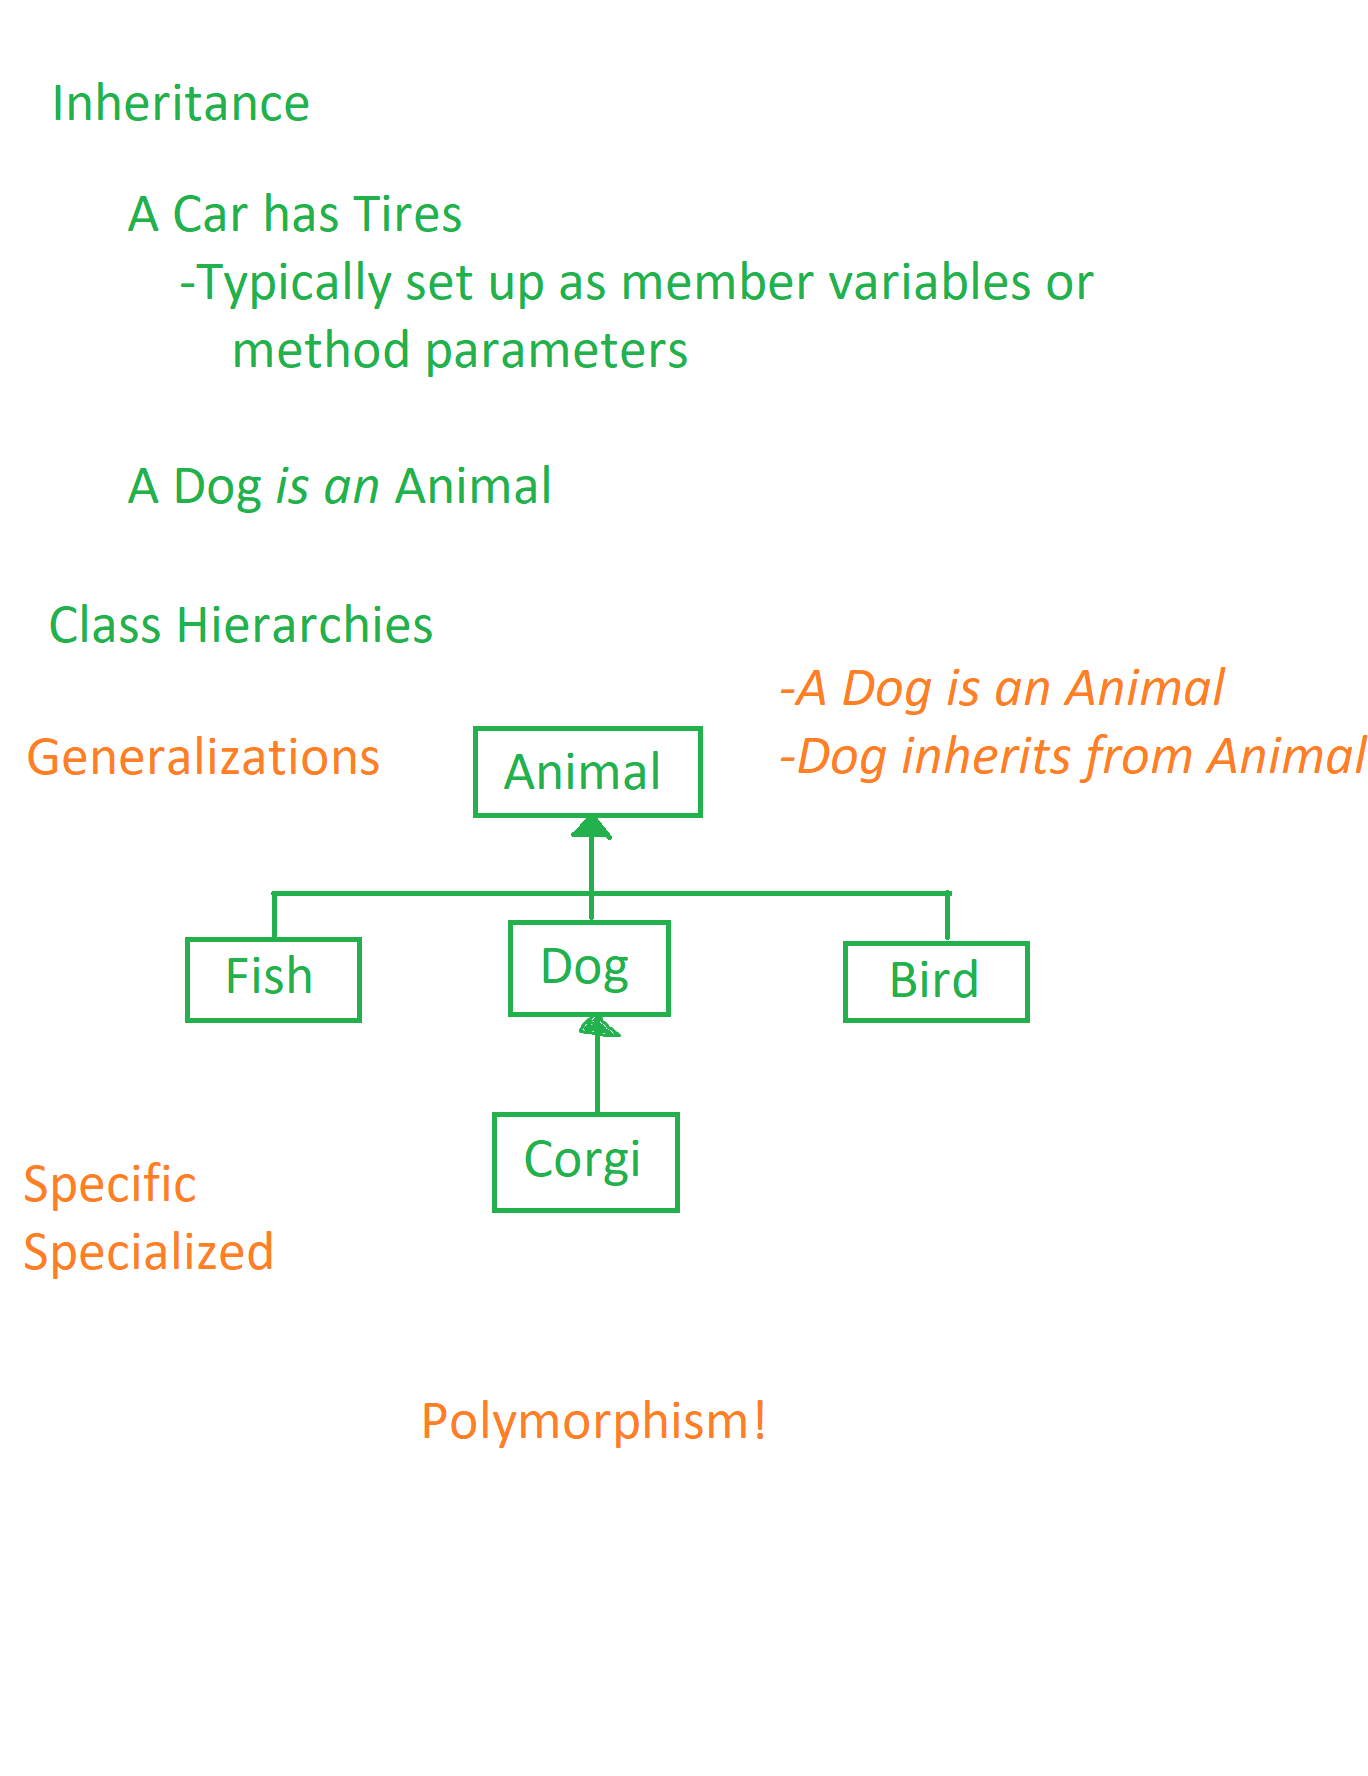 Inheritance
A Car has Tires
-Typically set up as member variables or
method parameters
A Dog is an Animal
Class Hierarchies
-A Dog is an Animal
-Dog inherits from Animal
Generalizations
Animal
Fish
Dog
Bird
Corgi
Specific
Specialized
Polymorphism!